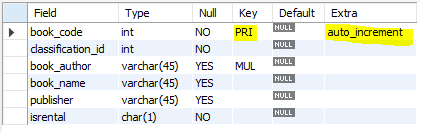 Field Type Null Key Default Extra
book_code int NO PRI NULL auto_increment
classification_id int NO NULL
book_author varchar(45) YES MUL NULL
book_name varchar(45) YES NULL
publisher varchar(45) YES NULL
isrental char(1) NO NULL